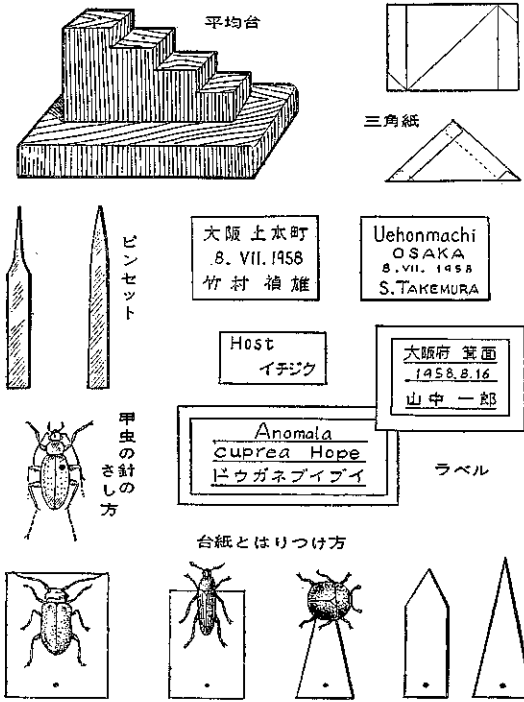 平均台
三角紙
ピンセット
大阪上本町
8. VII. 1958
竹村禎雄
Uehonmachi
OSAKA
8. VII. 1958
S. TAKEMURA
Host
イチジク
大阪府 箕面
1958.8.16
山中一郎
甲虫の針の
さし方
Anomala
cuprea Hope
ドウガネブイブイ
ラベル
台紙とはりつけ方